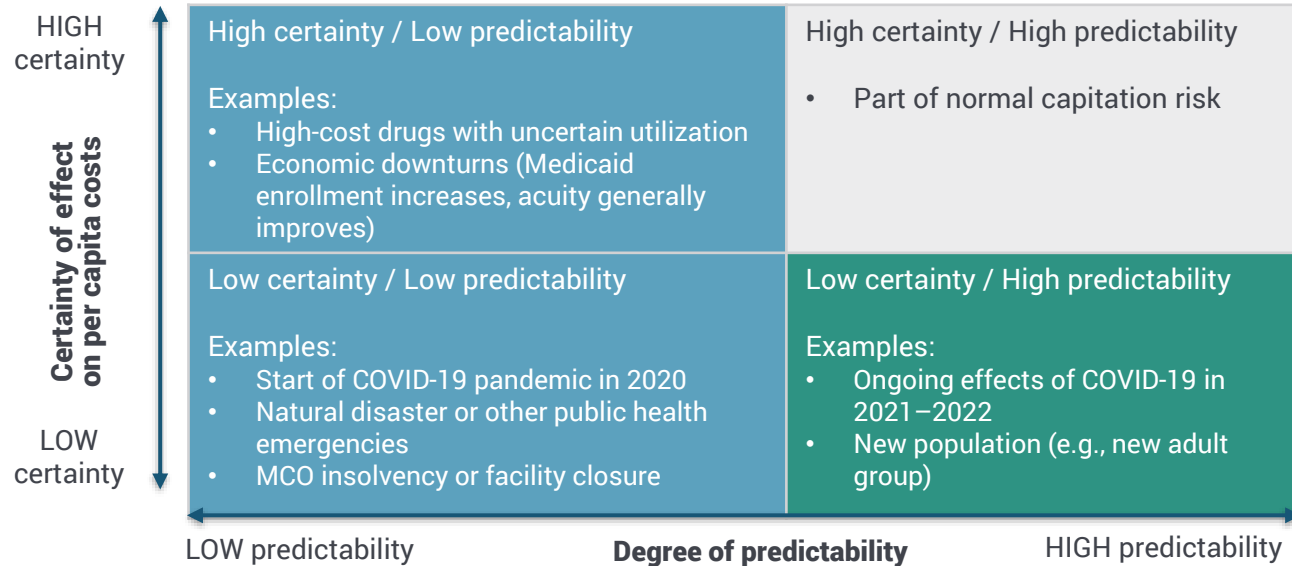 HIGH
certainty
Certainty of effect
on per capita costs
LOW
certainty
High certainty / Low predictability
Examples:
• High-cost drugs with uncertain utilization
• Economic downturns (Medicaid
enrollment increases, acuity generally
improves)
High certainty / High predictability
• Part of normal capitation risk
Low certainty / Low predictability
Examples:
• Start of COVID-19 pandemic in 2020
• Natural disaster or other public health
emergencies
• MCO insolvency or facility closure
Low certainty / High predictability
Examples:
• Ongoing effects of COVID-19 in
2021–2022
• New population (e.g., new adult
group)
LOW predictability
Degree of predictability
HIGH predictability